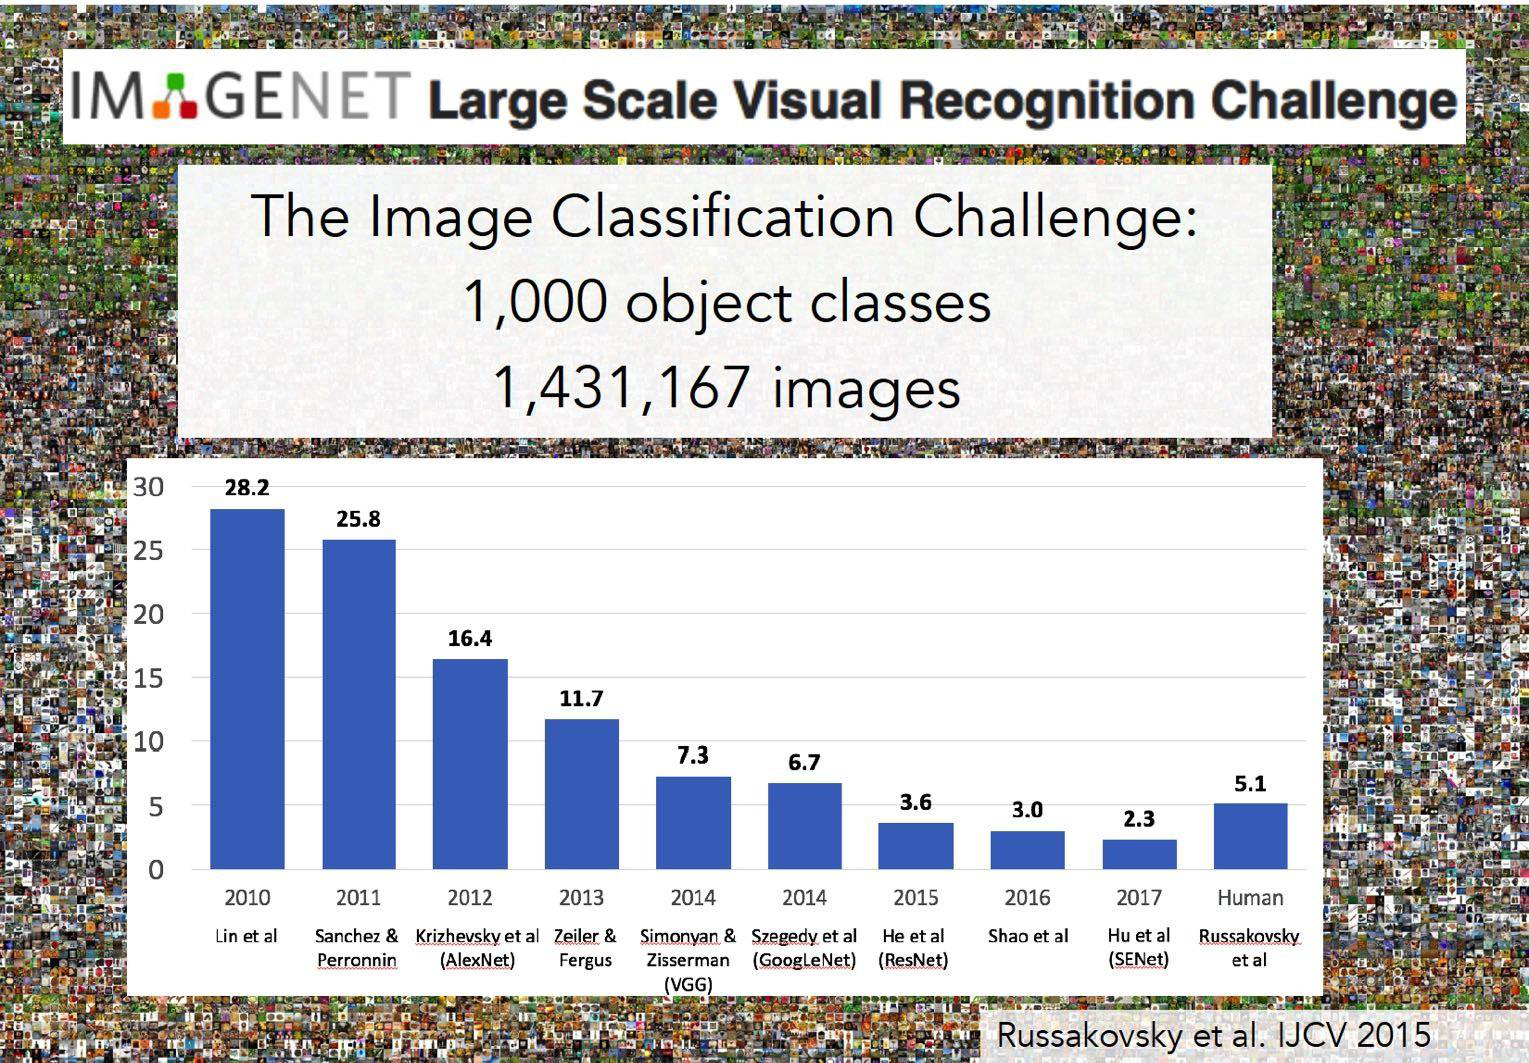 IMAGENET Large Scale Visual Recognition Challenge
The Image Classification Challenge:
1,000 object classes
1,431,167 images
30
25
20
15
10
5
0
28.2
25.8
16.4
11.7
7.3
6.7
3.6
3.0
2.3
5.1
2010 2011 2012 2013 2014 2014 2015 2016 2017 Human
Lin et al
Sanchez &
Perronnin
Krizhevsky et al
(AlexNet)
Zeiler &
Fergus
Simonyan &
Zisserman
(VGG)
Szegedy et al
(GoogLeNet)
He et al
(ResNet)
Shao et al
Hu et al
(SENet)
Russakovsky
et al
Russakovsky et al. IJCV 2015